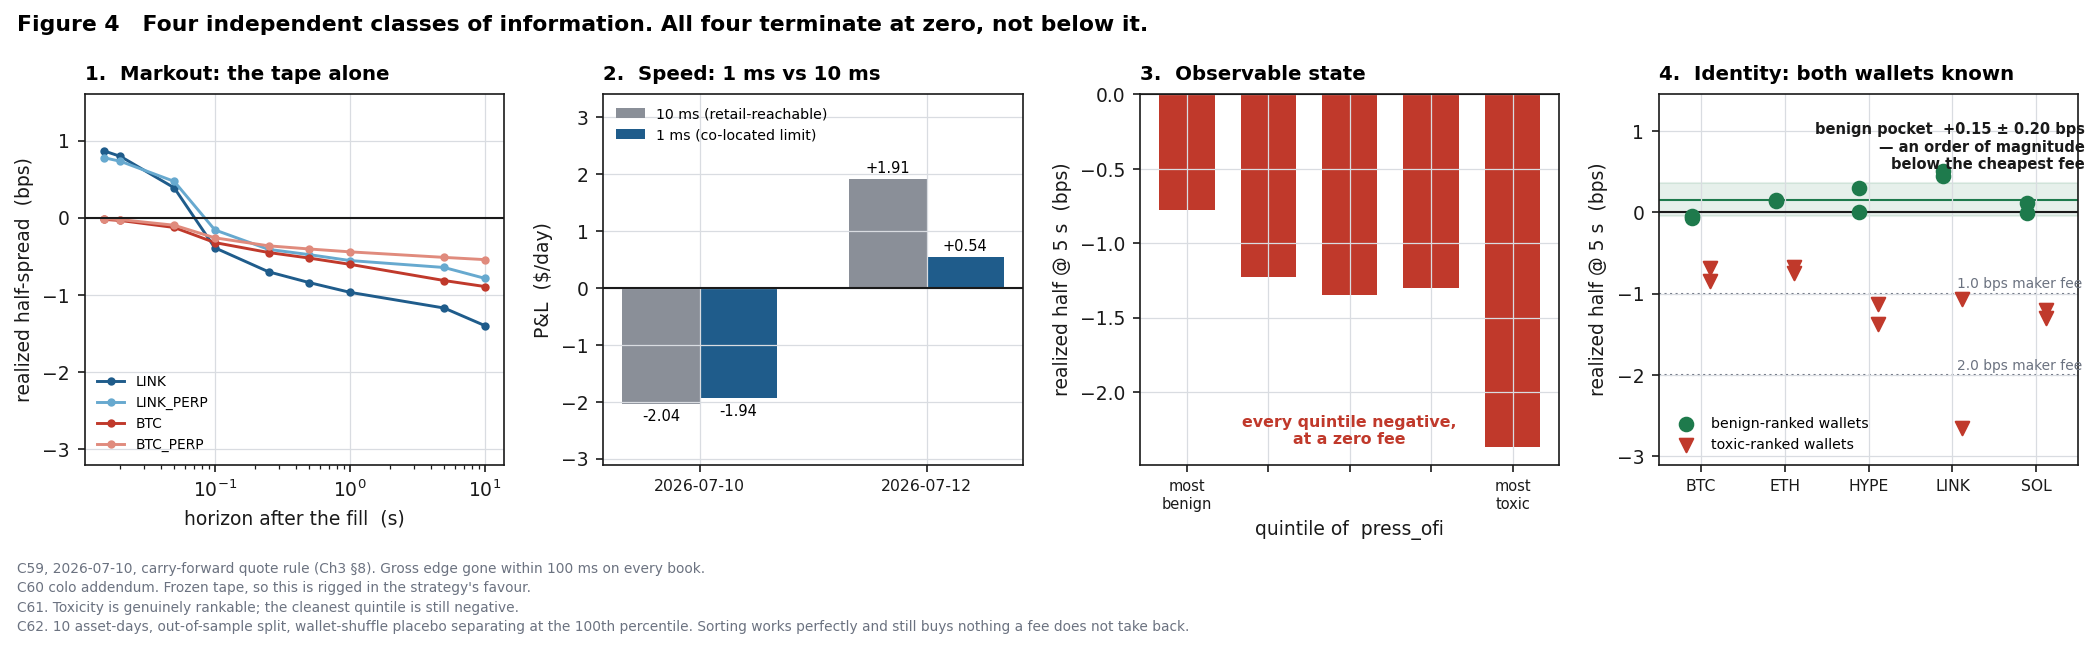 Figure 4   Four independent classes of information. All four terminate at zero, not below it.
1.  Markout: the tape alone
realized half-spread  (bps)
1
0
−1
−2
−3
LINK
LINK_PERP
BTC
BTC_PERP
10⁻¹
10⁰
10¹
horizon after the fill  (s)
2.  Speed: 1 ms vs 10 ms
P&L  ($/day)
3
2
1
0
−1
−2
−3
10 ms (retail-reachable)
1 ms (co-located limit)
+1.91
+0.54
-2.04
-1.94
2026-07-10
2026-07-12
3.  Observable state
realized half @ 5 s  (bps)
0.0
−0.5
−1.0
−1.5
−2.0
every quintile negative,
at a zero fee
most
benign
most
toxic
quintile of  press_ofi
4.  Identity: both wallets known
realized half @ 5 s  (bps)
1
0
−1
−2
−3
benign pocket  +0.15 ± 0.20 bps
— an order of magnitude
below the cheapest fee
1.0 bps maker fee
2.0 bps maker fee
benign-ranked wallets
toxic-ranked wallets
BTC
ETH
HYPE
LINK
SOL
C59, 2026-07-10, carry-forward quote rule (Ch3 §8). Gross edge gone within 100 ms on every book.
C60 colo addendum. Frozen tape, so this is rigged in the strategy's favour.
C61. Toxicity is genuinely rankable; the cleanest quintile is still negative.
C62. 10 asset-days, out-of-sample split, wallet-shuffle placebo separating at the 100th percentile. Sorting works perfectly and still buys nothing a fee does not take back.